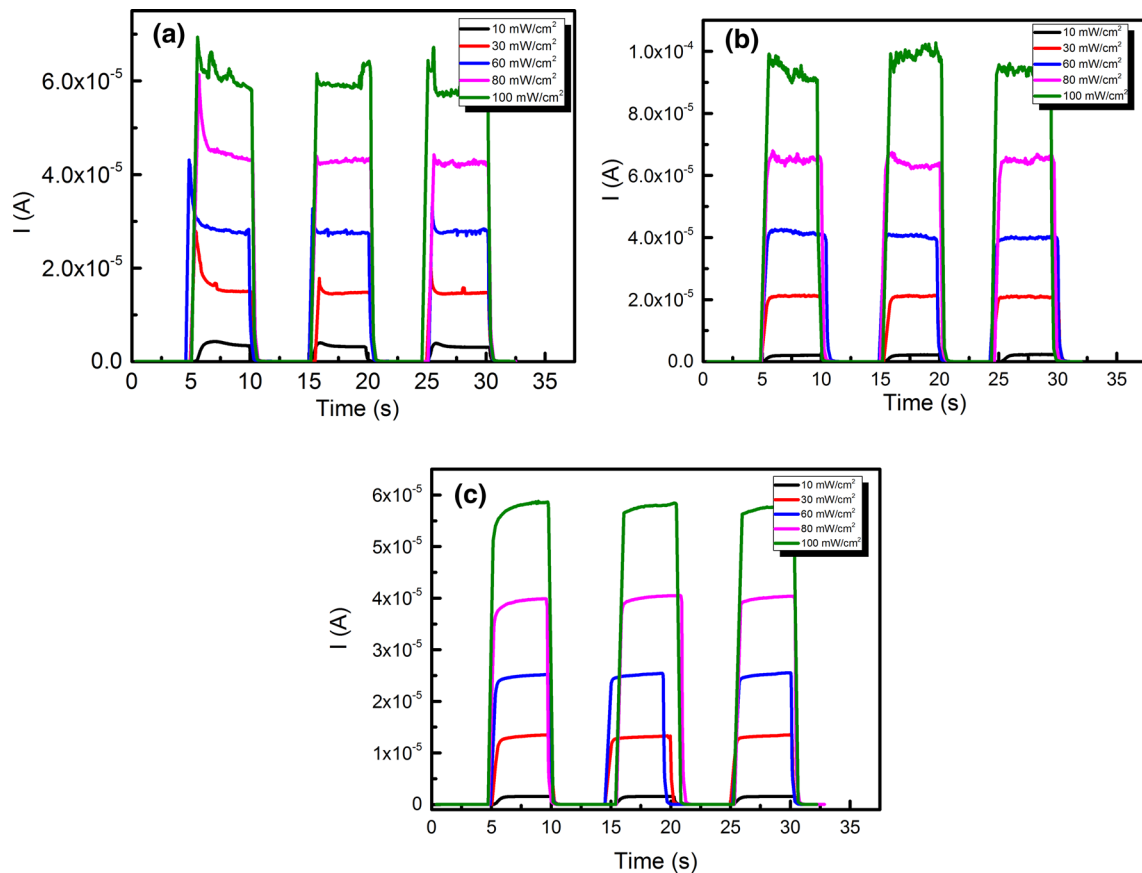 (a)
10 mW/cm²
30 mW/cm²
60 mW/cm²
80 mW/cm²
100 mW/cm²
6.0x10⁻⁵
4.0x10⁻⁵
2.0x10⁻⁵
0.0
I (A)
0 5 10 15 20 25 30 35
Time (s)
(b)
10 mW/cm²
30 mW/cm²
60 mW/cm²
80 mW/cm²
100 mW/cm²
1.0x10⁻⁴
8.0x10⁻⁵
6.0x10⁻⁵
4.0x10⁻⁵
2.0x10⁻⁵
0.0
I (A)
0 5 10 15 20 25 30 35
Time (s)
(c)
10 mW/cm²
30 mW/cm²
60 mW/cm²
80 mW/cm²
100 mW/cm²
6x10⁻⁵
5x10⁻⁵
4x10⁻⁵
3x10⁻⁵
2x10⁻⁵
1x10⁻⁵
0
I (A)
0 5 10 15 20 25 30 35
Time (s)